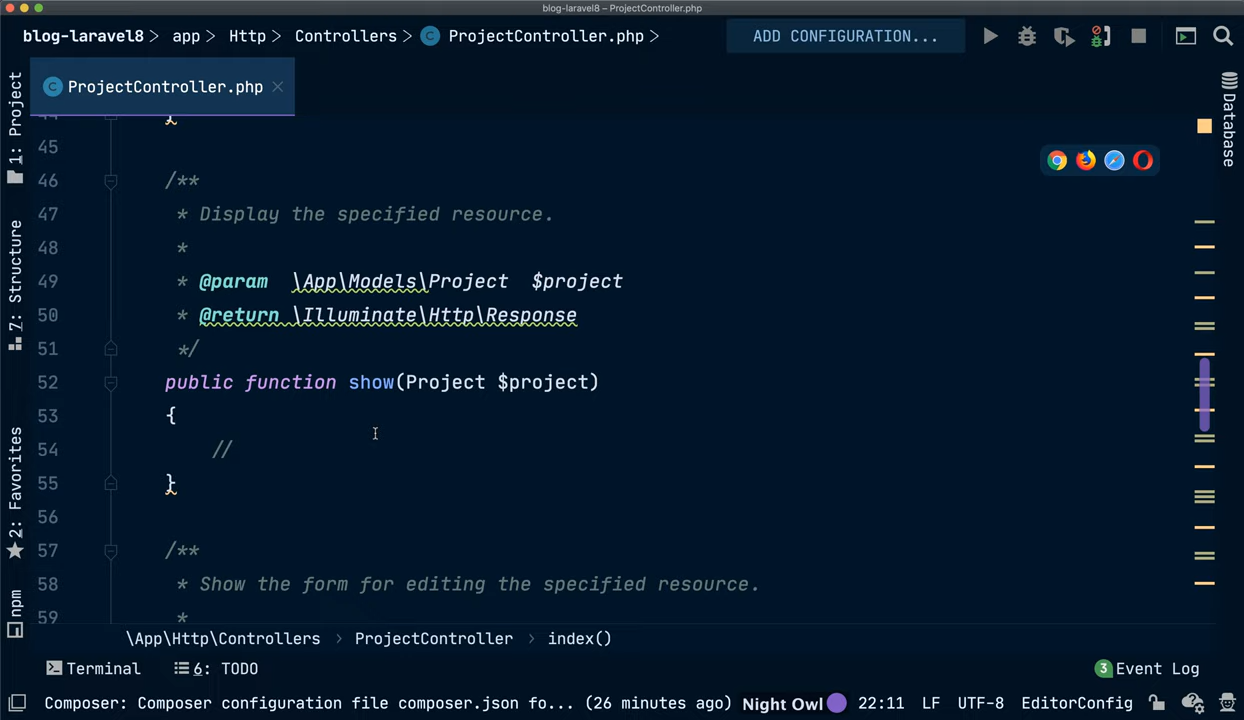 blog-laravel8 – ProjectController.php
blog-laravel8 > app > Http > Controllers > C ProjectController.php >
ADD CONFIGURATION...
C ProjectController.php ×
1: Project
7: Structure
2: Favorites
npm
Database
44 }
45
46 /**
47 * Display the specified resource.
48 *
49 * @param \App\Models\Project $project
50 * @return \Illuminate\Http\Response
51 */
52 public function show(Project $project)
53 {
54 //
55 }
56
57 /**
58 * Show the form for editing the specified resource.
59 *
\App\Http\Controllers › ProjectController › index()
Terminal 6: TODO 3 Event Log
Composer: Composer configuration file composer.json fo... (26 minutes ago) Night Owl 22:11 LF UTF-8 EditorConfig